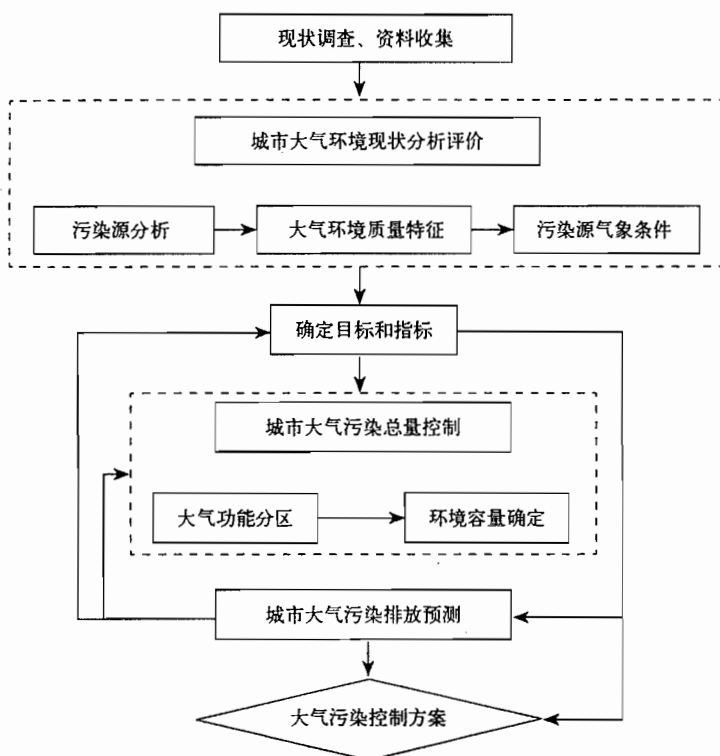 现状调查、资料收集
城市大气环境现状分析评价
污染源分析
大气环境质量特征
污染源气象条件
确定目标和指标
城市大气污染总量控制
大气功能分区
环境容量确定
城市大气污染排放预测
大气污染控制方案